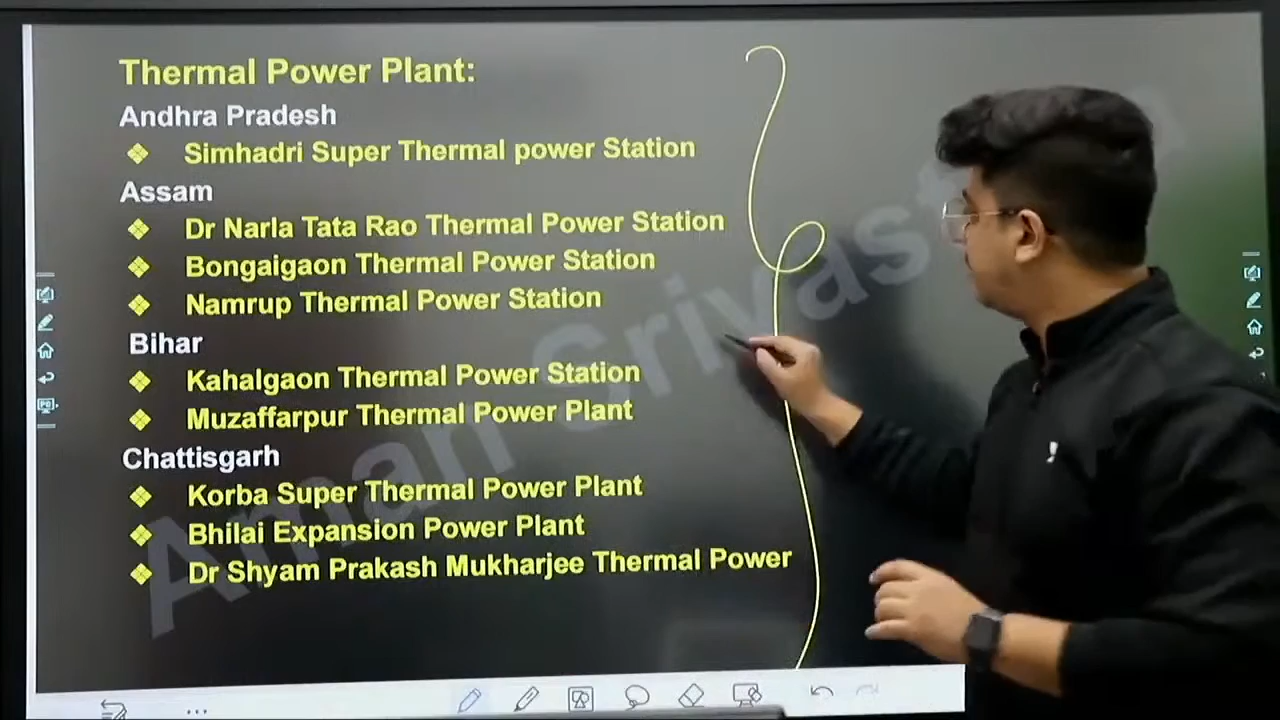 Thermal Power Plant:
Andhra Pradesh
❖ Simhadri Super Thermal power Station
Assam
❖ Dr Narla Tata Rao Thermal Power Station
❖ Bongaigaon Thermal Power Station
❖ Namrup Thermal Power Station
Bihar
❖ Kahalgaon Thermal Power Station
❖ Muzaffarpur Thermal Power Plant
Chattisgarh
❖ Korba Super Thermal Power Plant
❖ Bhilai Expansion Power Plant
❖ Dr Shyam Prakash Mukharjee Thermal Power
Aman Srivast